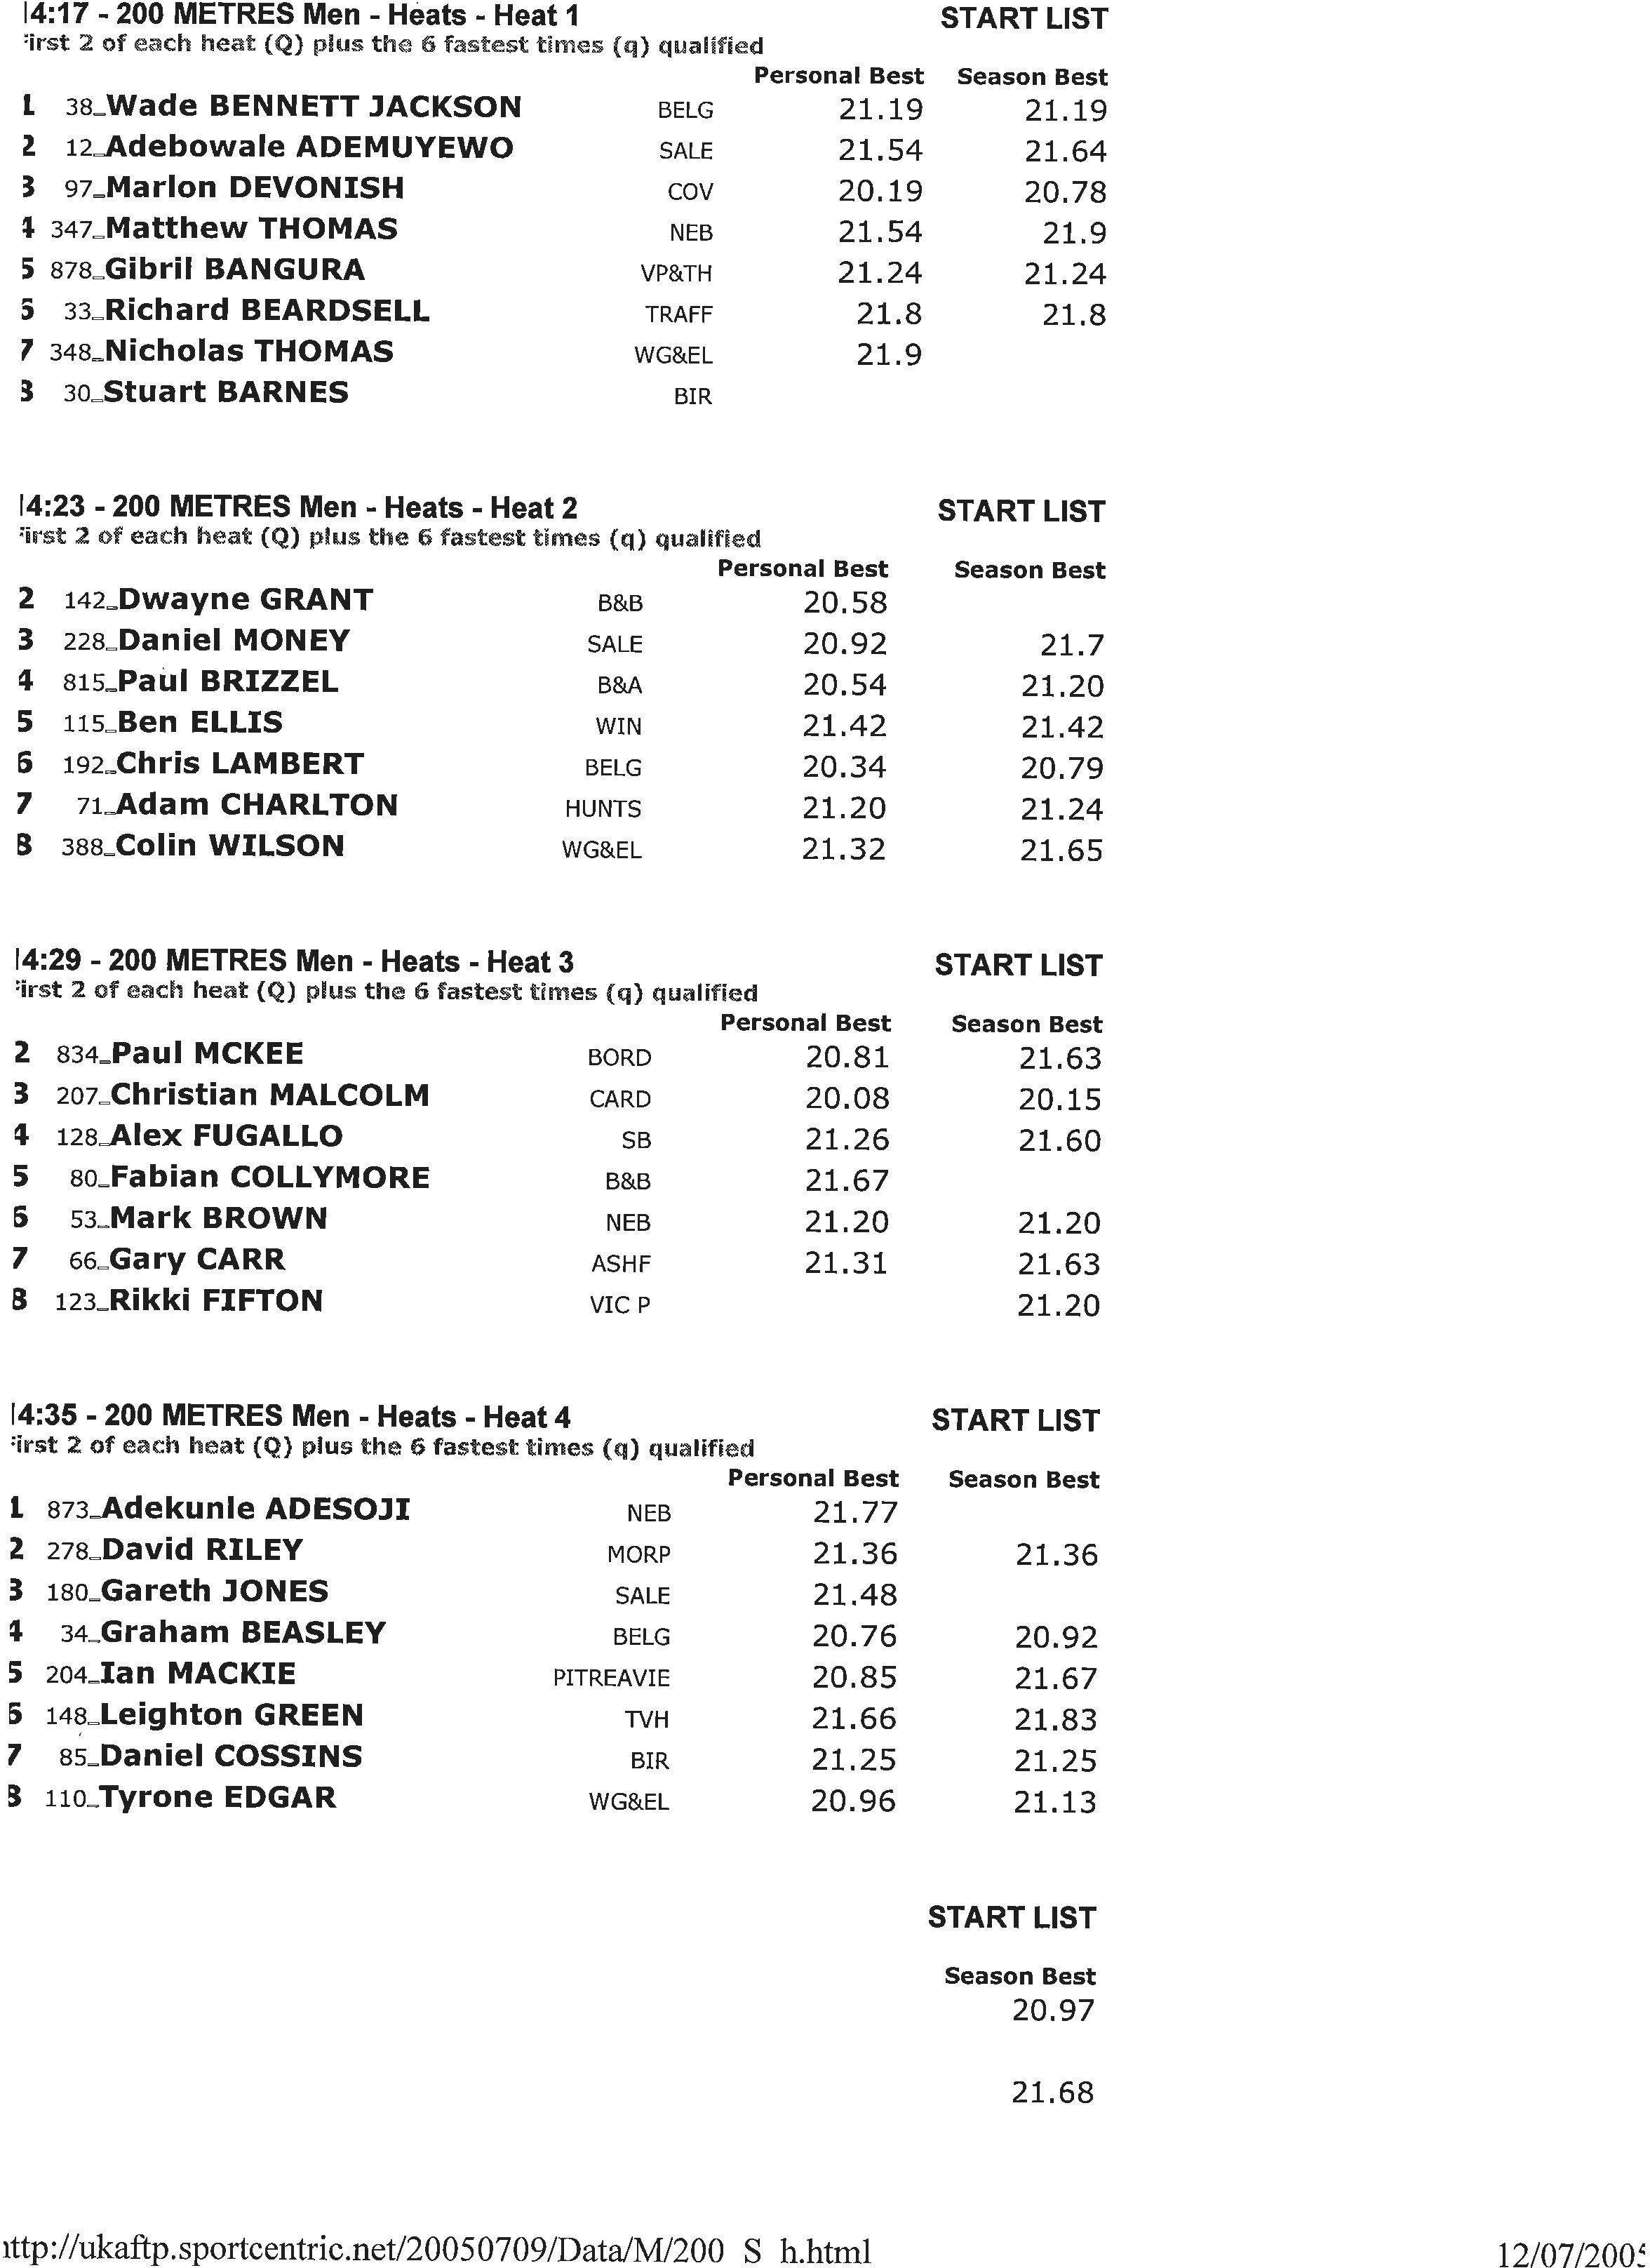 14:17 - 200 METRES Men - Heats - Heat 1 START LIST
First 2 of each heat (Q) plus the 6 fastest times (q) qualified
Personal Best Season Best
1 38 Wade BENNETT JACKSON BELG 21.19 21.19
2 12 Adebowale ADEMUYEWO SALE 21.54 21.64
3 97 Marlon DEVONISH COV 20.19 20.78
4 347 Matthew THOMAS NEB 21.54 21.9
5 878 Gibril BANGURA VP&TH 21.24 21.24
6 33 Richard BEARDSELL TRAFF 21.8 21.8
7 348 Nicholas THOMAS WG&EL 21.9
8 30 Stuart BARNES BIR
14:23 - 200 METRES Men - Heats - Heat 2 START LIST
First 2 of each heat (Q) plus the 6 fastest times (q) qualified
Personal Best Season Best
2 142 Dwayne GRANT B&B 20.58
3 228 Daniel MONEY SALE 20.92 21.7
4 815 Paul BRIZZEL B&A 20.54 21.20
5 115 Ben ELLIS WIN 21.42 21.42
6 192 Chris LAMBERT BELG 20.34 20.79
7 71 Adam CHARLTON HUNTS 21.20 21.24
8 388 Colin WILSON WG&EL 21.32 21.65
14:29 - 200 METRES Men - Heats - Heat 3 START LIST
First 2 of each heat (Q) plus the 6 fastest times (q) qualified
Personal Best Season Best
2 834 Paul MCKEE BORD 20.81 21.63
3 207 Christian MALCOLM CARD 20.08 20.15
4 128 Alex FUGALLO SB 21.26 21.60
5 80 Fabian COLLYMORE B&B 21.67
6 53 Mark BROWN NEB 21.20 21.20
7 66 Gary CARR ASHF 21.31 21.63
8 123 Rikki FIFTON VIC P 21.20
14:35 - 200 METRES Men - Heats - Heat 4 START LIST
First 2 of each heat (Q) plus the 6 fastest times (q) qualified
Personal Best Season Best
1 873 Adekunle ADESOJI NEB 21.77
2 278 David RILEY MORP 21.36 21.36
3 180 Gareth JONES SALE 21.48
4 34 Graham BEASLEY BELG 20.76 20.92
5 204 Ian MACKIE PITREAVIE 20.85 21.67
6 148 Leighton GREEN TVH 21.66 21.83
7 85 Daniel COSSINS BIR 21.25 21.25
8 110 Tyrone EDGAR WG&EL 20.96 21.13
START LIST
Season Best
20.97
21.68
http://ukaftp.sportcentric.net/20050709/Data/M/200 S h.html 12/07/2005